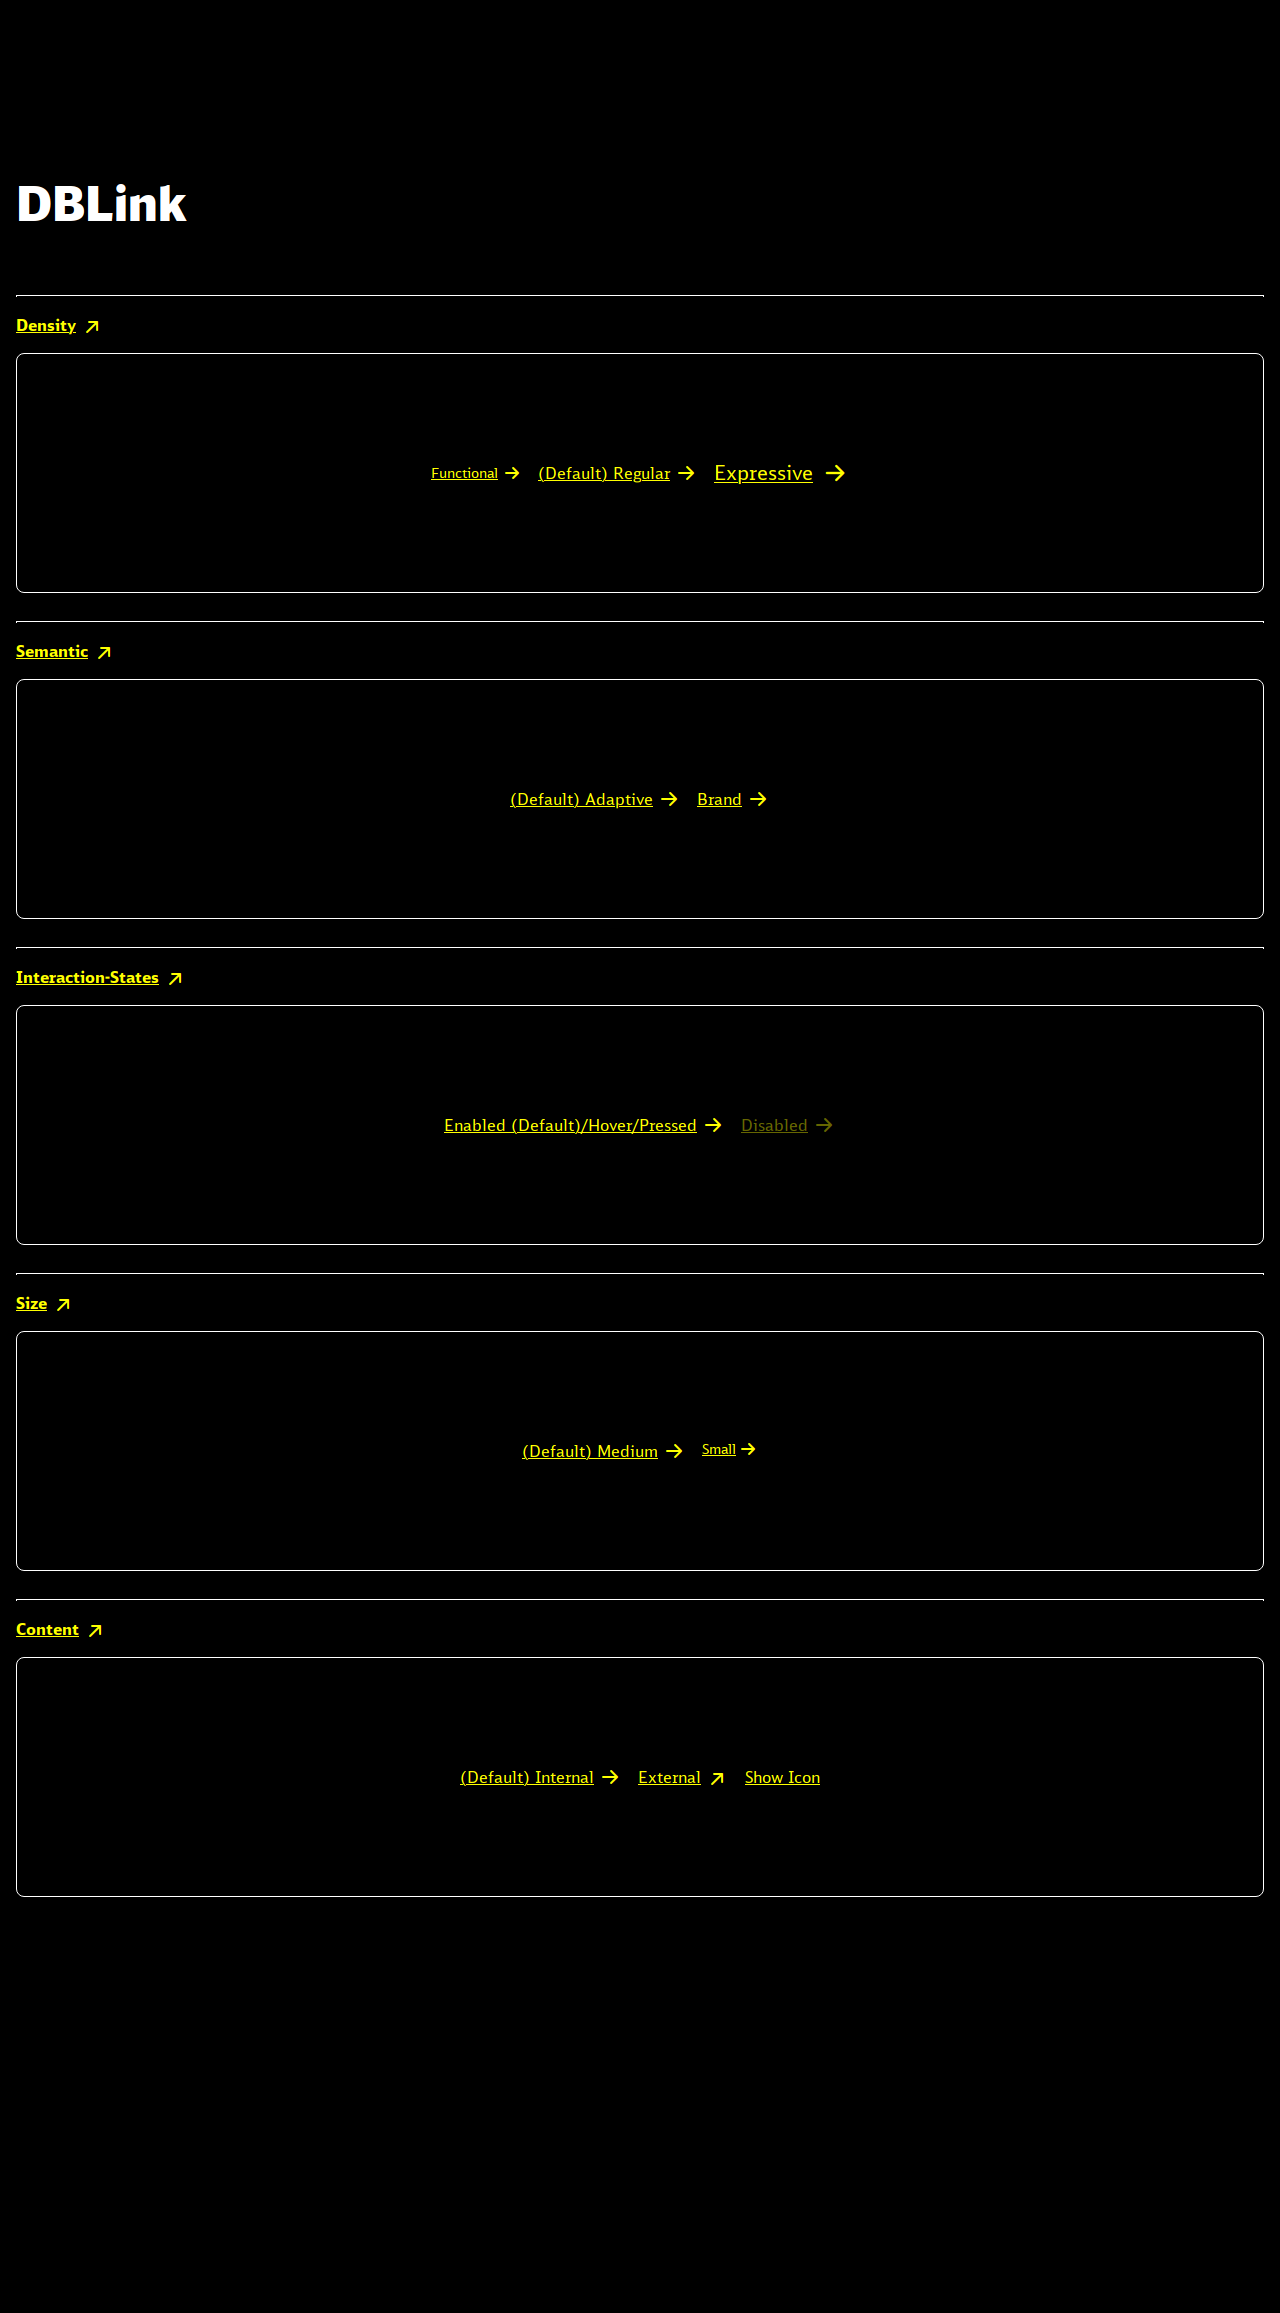 DBLink
Density
Functional (Default) Regular Expressive
Semantic
(Default) Adaptive Brand
Interaction-States
Enabled (Default)/Hover/Pressed Disabled
Size
(Default) Medium Small
Content
(Default) Internal External Show Icon